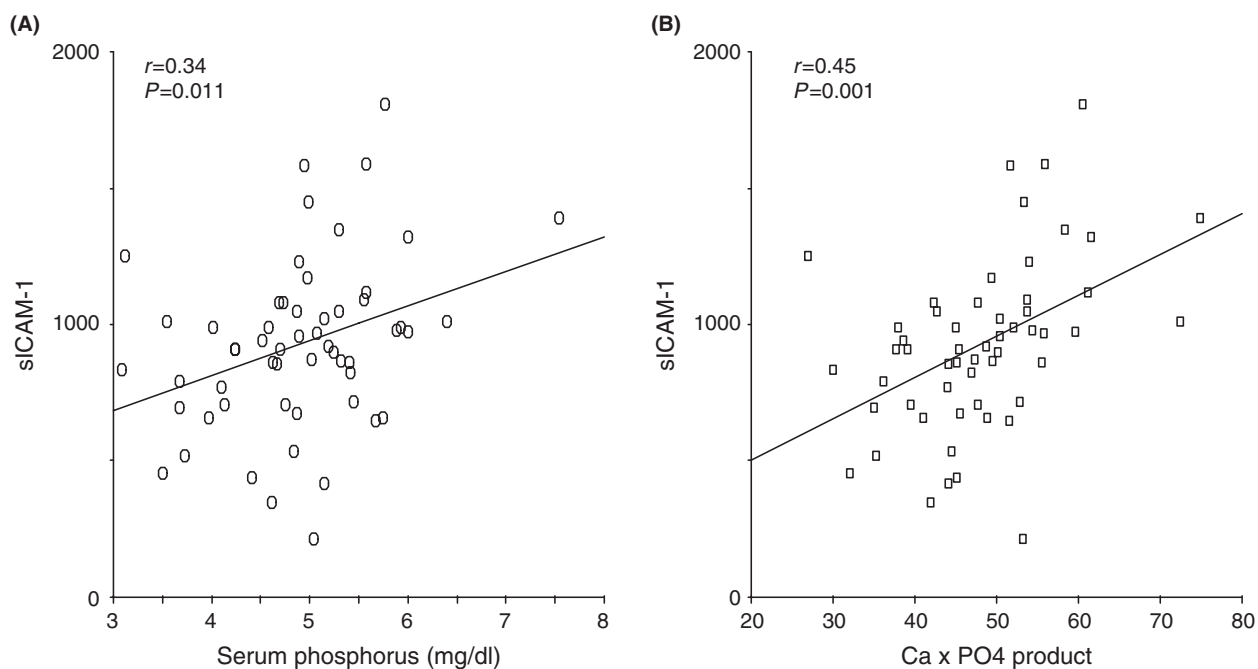 (A)
2000
r=0.34
P=0.011
sICAM-1
1000
0
3 4 5 6 7 8
Serum phosphorus (mg/dl)
(B)
2000
r=0.45
P=0.001
sICAM-1
1000
0
20 30 40 50 60 70 80
Ca x PO4 product